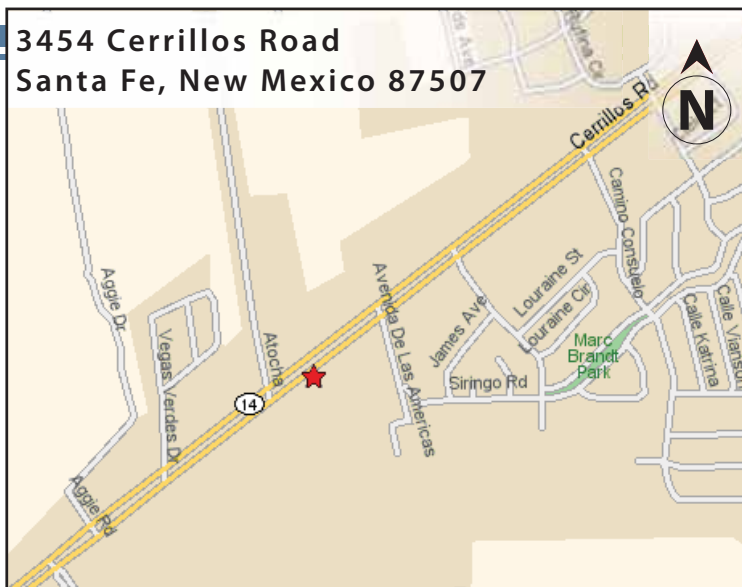 3454 Cerrillos Road
Santa Fe, New Mexico 87507
N
Cerrillos Rd
Camino Consuelo
Aggie Dr
Vegas Verdes Dr
Atocha
Avenida De Las Americas
James Ave
Louraine St
Louraine Cir
Marc
Brandt
Park
Calle Katrina
Siringo Rd
14
Aggie Rd